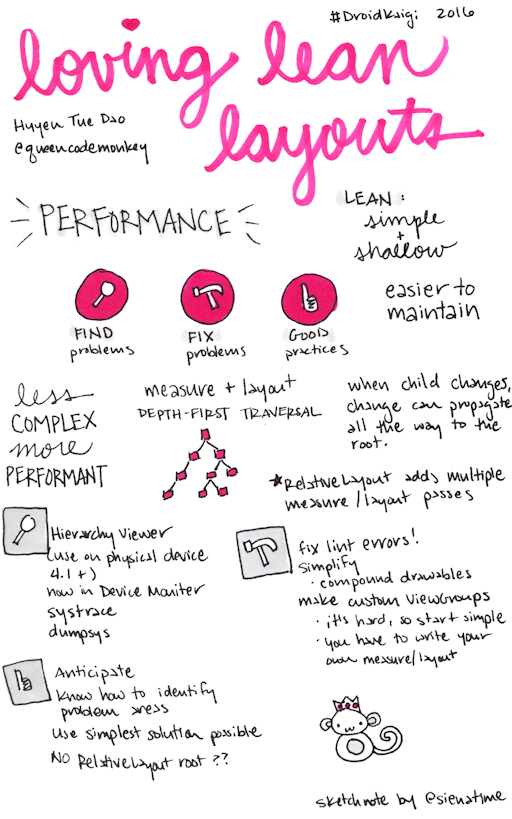 #DroidKaigi 2016
loving lean
layouts
Huyen Tue Dao
@queencodemonkey
PERFORMANCE
LEAN:
simple
+
shallow
easier to
maintain
FIND
problems
FIX
problems
GOOD
practices
less
COMPLEX
more
PERFORMANT
measure + layout
DEPTH-FIRST TRAVERSAL
when child changes,
change can propagate
all the way to the
root.
★RelativeLayout adds multiple
measure/layout passes
Hierarchy Viewer
(use on physical device
4.1+)
now in Device Moniter
systrace
dumpsys
fix lint errors!
simplify
· compound drawables
make custom ViewGroups
· it's hard, so start simple
· you have to write your
own measure/layout
Anticipate
Know how to identify
problem areas
Use simplest solution possible
NO RelativeLayout root ??
sketchnote by @sienatime